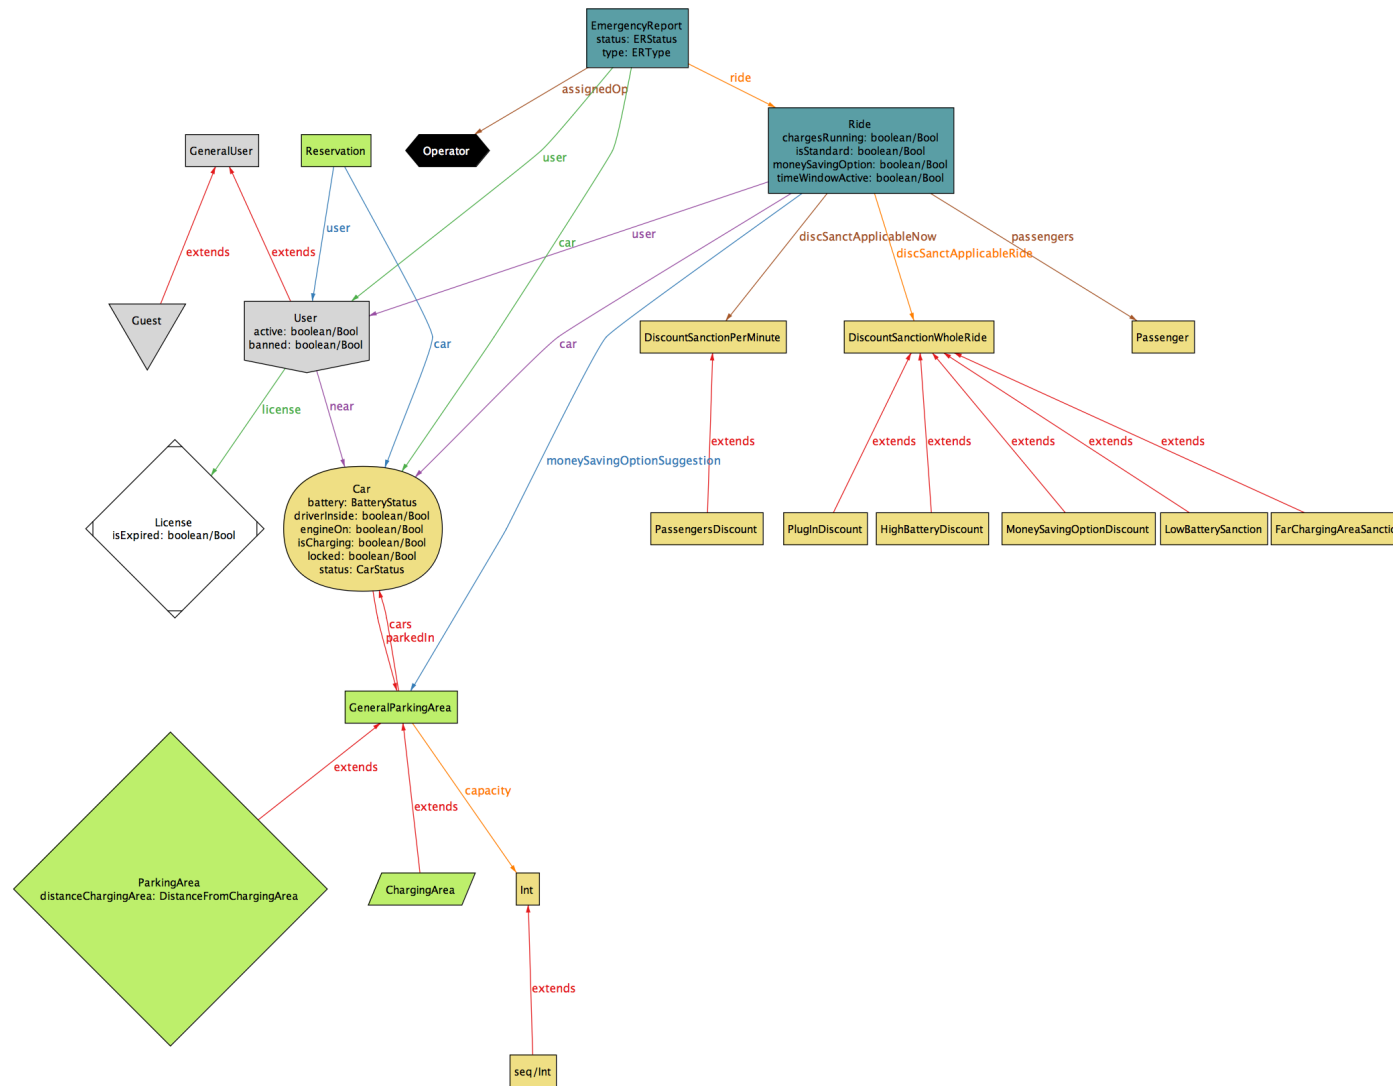 EmergencyReport
status: ERStatus
type: ERType
ride
assignedOp
Ride
chargesRunning: boolean/Bool
isStandard: boolean/Bool
moneySavingOption: boolean/Bool
timeWindowActive: boolean/Bool
GeneralUser
Reservation
Operator
user
car
extends
extends
user
user
discSanctApplicableNow
passengers
discSanctApplicableRide
Guest
User
active: boolean/Bool
banned: boolean/Bool
car
car
DiscountSanctionPerMinute
DiscountSanctionWholeRide
Passenger
license
near
extends
extends
extends
extends
extends
extends
moneySavingOptionSuggestion
License
isExpired: boolean/Bool
Car
battery: BatteryStatus
driverInside: boolean/Bool
engineOn: boolean/Bool
isCharging: boolean/Bool
locked: boolean/Bool
status: CarStatus
PassengersDiscount
PlugInDiscount
HighBatteryDiscount
MoneySavingOptionDiscount
LowBatterySanction
FarChargingAreaSanctio
cars
parkedIn
GeneralParkingArea
extends
extends
capacity
ParkingArea
distanceChargingArea: DistanceFromChargingArea
ChargingArea
Int
extends
seq/Int